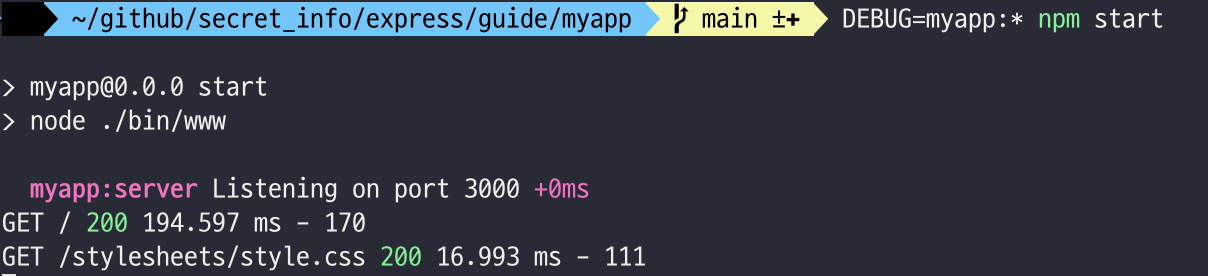 ~/github/secret_info/express/guide/myapp main ±✚ DEBUG=myapp:* npm start
> myapp@0.0.0 start
> node ./bin/www
myapp:server Listening on port 3000 +0ms
GET / 200 194.597 ms - 170
GET /stylesheets/style.css 200 16.993 ms - 111